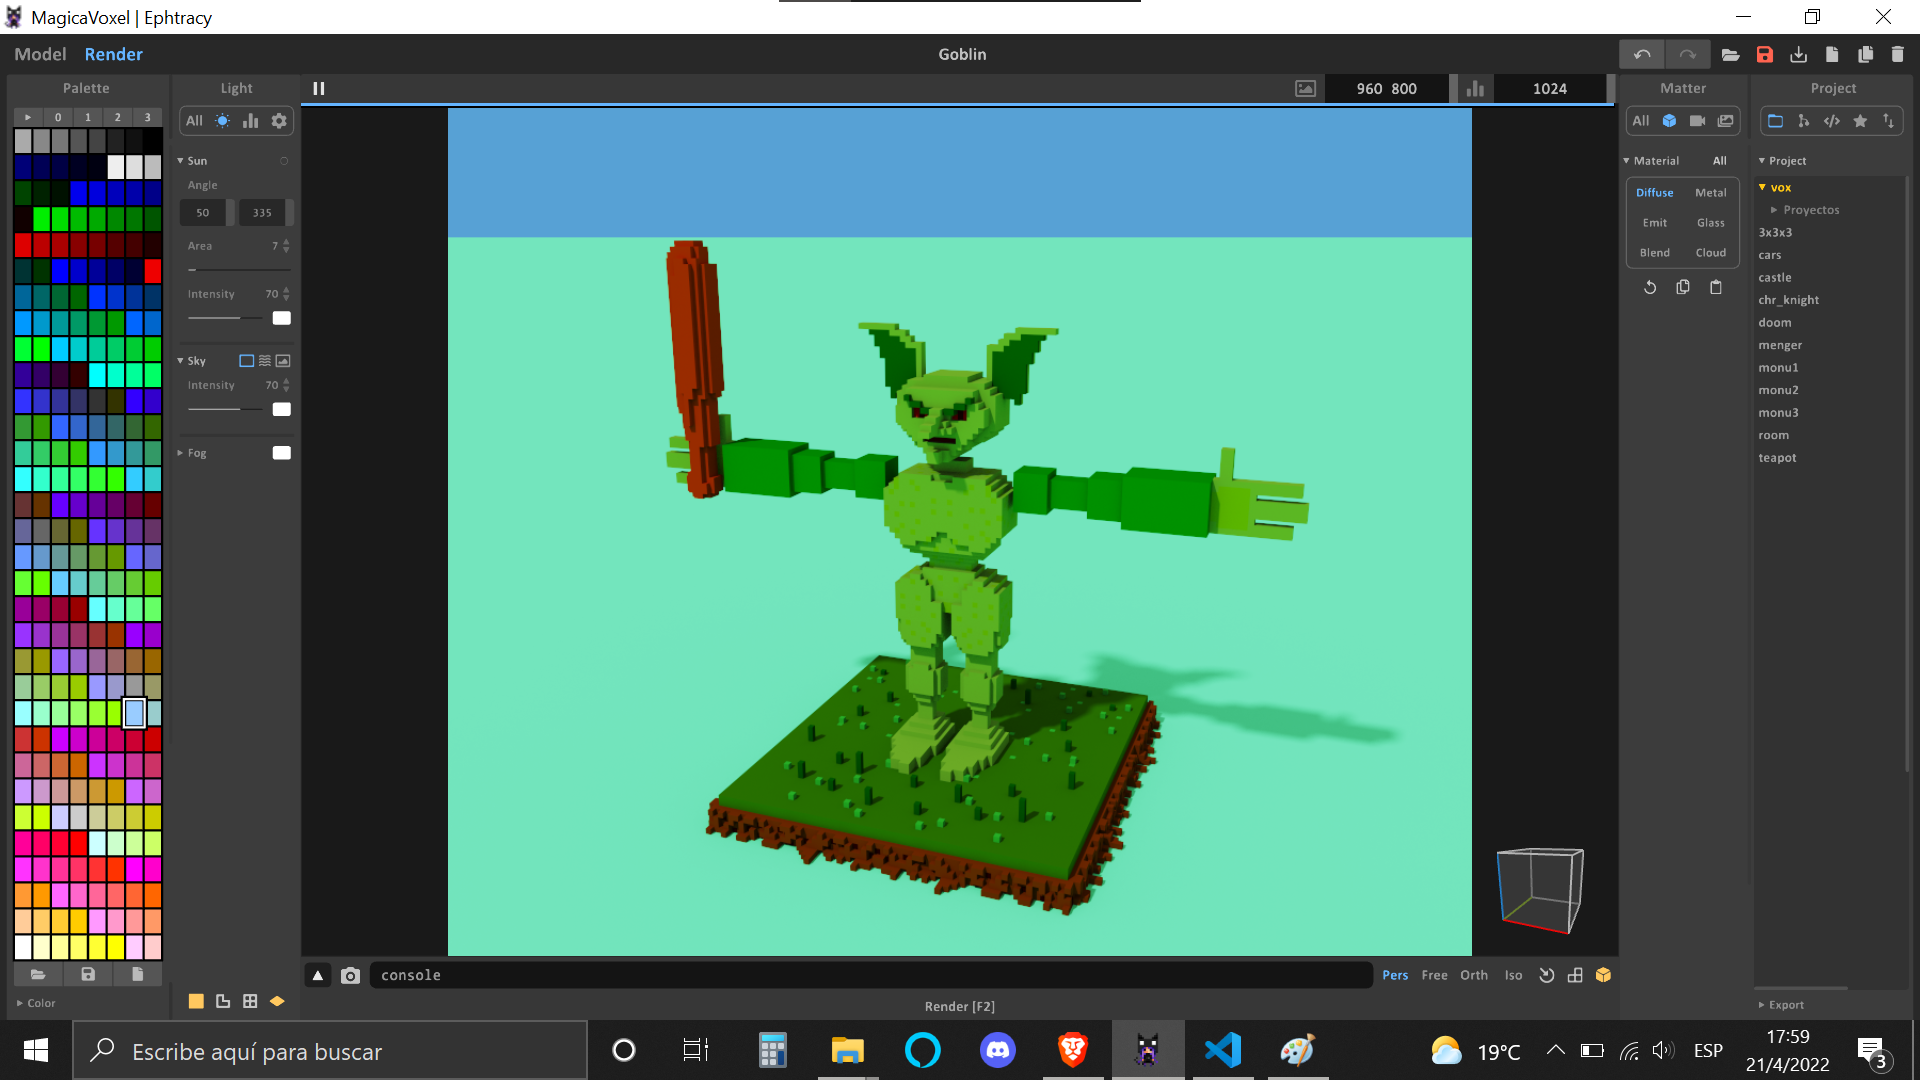 MagicaVoxel | Ephtracy
Model Render
Goblin
Palette
Light
960 800
1024
Matter
Project
0 1 2 3
All
All
Sun
Angle
50 335
Area 7
Intensity 70
Sky
Intensity 70
Fog
Material All
Diffuse Metal
Emit Glass
Blend Cloud
Project
vox
Proyectos
3x3x3
cars
castle
chr_knight
doom
menger
monu1
monu2
monu3
room
teapot
console
Pers Free Orth Iso
Color
Render [F2]
Export
Escribe aquí para buscar
19°C
ESP
17:59
21/4/2022
3